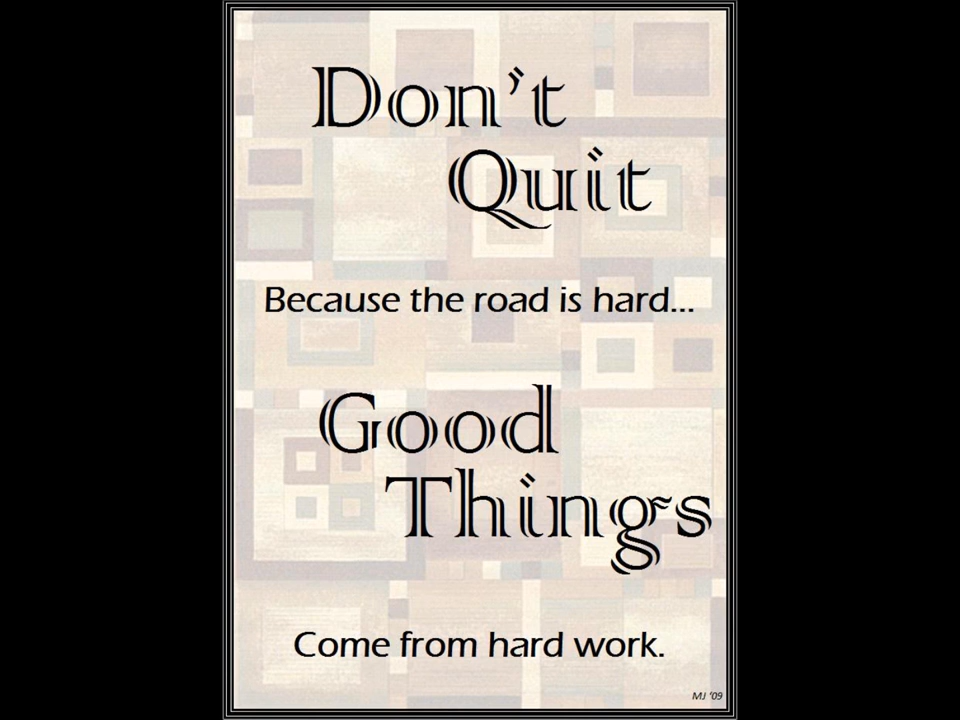 Don't
Quit
Because the road is hard...
Good
Things
Come from hard work.
MJ '09